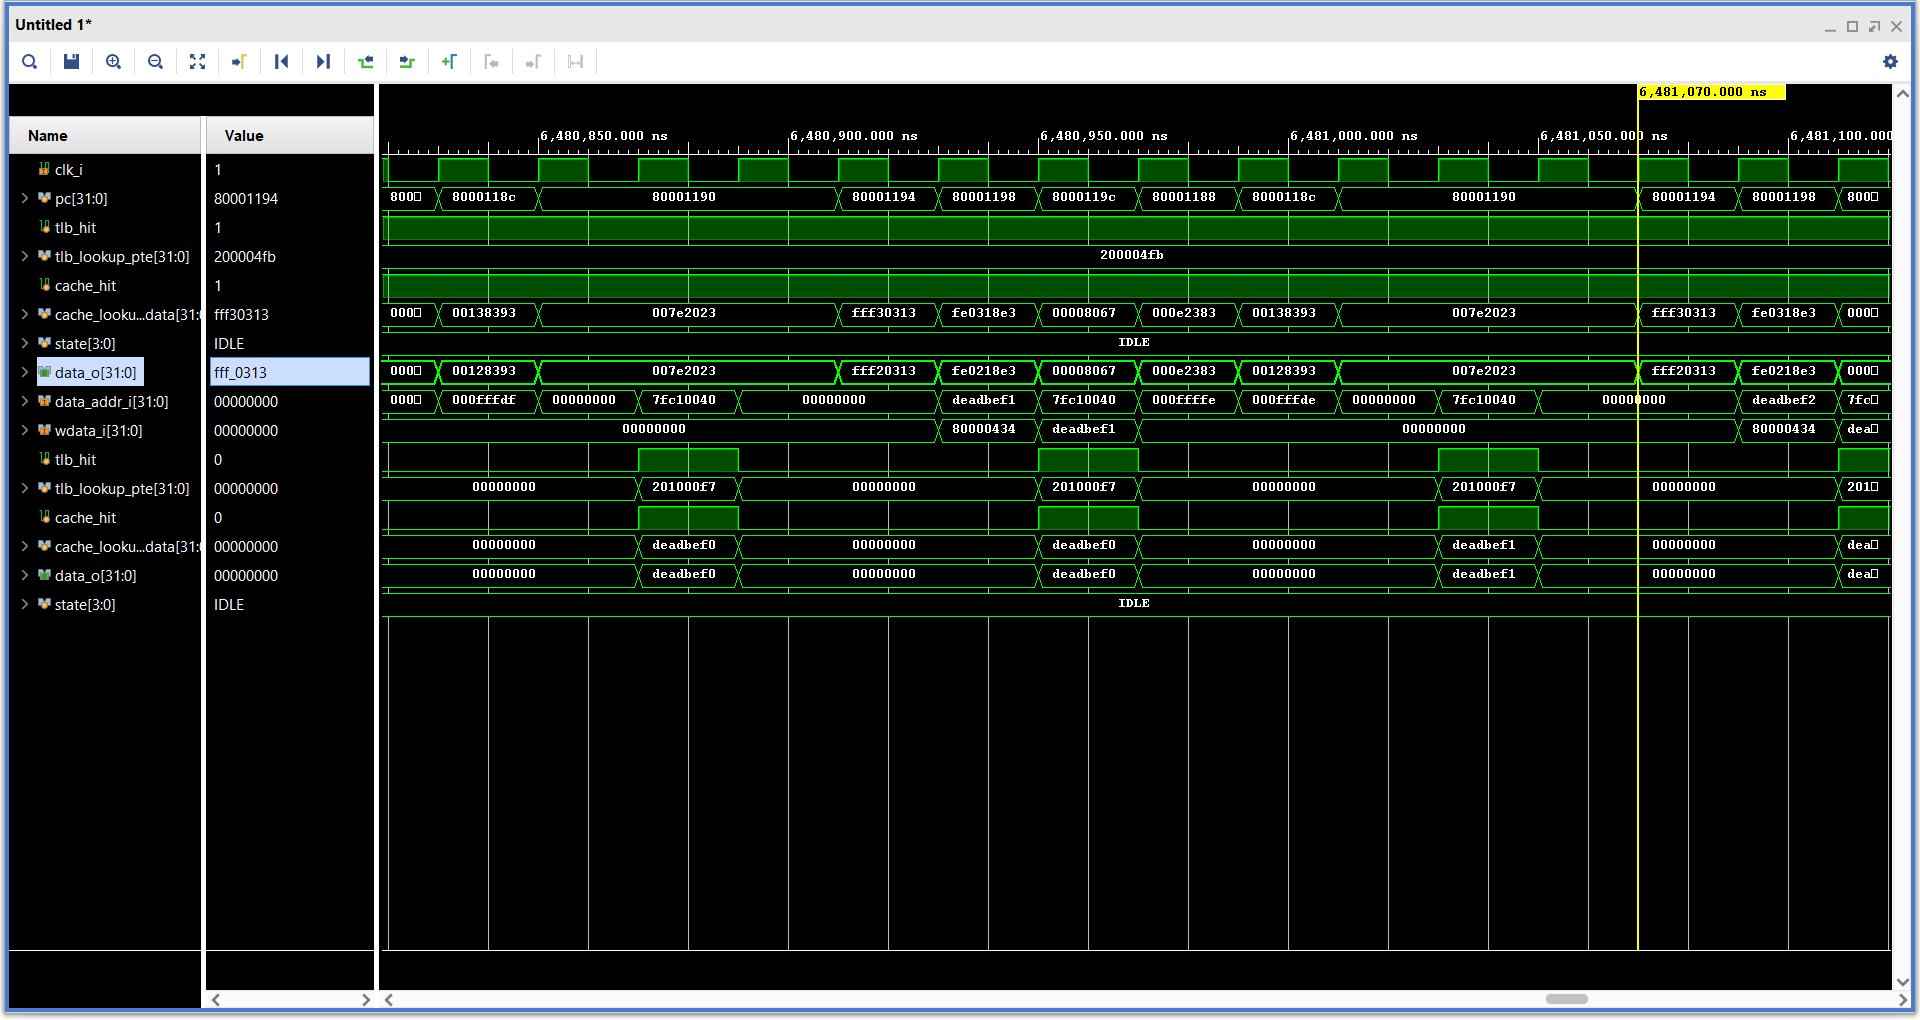 Untitled 1*
6,481,070.000 ns
6,480,850.000 ns 6,480,900.000 ns 6,480,950.000 ns 6,481,000.000 ns 6,481,050.000 ns 6,481,100.000
Name Value
clk_i 1
pc[31:0] 80001194 800 8000118c 80001190 80001194 80001198 8000119c 80001188 8000118c 80001190 80001194 80001198 800
tlb_hit 1
tlb_lookup_pte[31:0] 200004fb 200004fb
cache_hit 1
cache_looku...data[31:0 fff30313 000 00138393 007e2023 fff30313 fe0318e3 00008067 000e2383 00138393 007e2023 fff30313 fe0318e3 000
state[3:0] IDLE IDLE
data_o[31:0] fff_0313 000 00128393 007e2023 fff20313 fe0218e3 00008067 000e2383 00128393 007e2023 fff20313 fe0218e3 000
data_addr_i[31:0] 00000000 000 000fffdf 00000000 7fc10040 00000000 deadbef1 7fc10040 000ffffe 000fffde 00000000 7fc10040 00000000 deadbef2 7fc
wdata_i[31:0] 00000000 00000000 80000434 deadbef1 00000000 80000434 dea
tlb_hit 0
tlb_lookup_pte[31:0] 00000000 00000000 201000f7 00000000 201000f7 00000000 201000f7 00000000 201
cache_hit 0
cache_looku...data[31:0 00000000 00000000 deadbef0 00000000 deadbef0 00000000 deadbef1 00000000 dea
data_o[31:0] 00000000 00000000 deadbef0 00000000 deadbef0 00000000 deadbef1 00000000 dea
state[3:0] IDLE IDLE